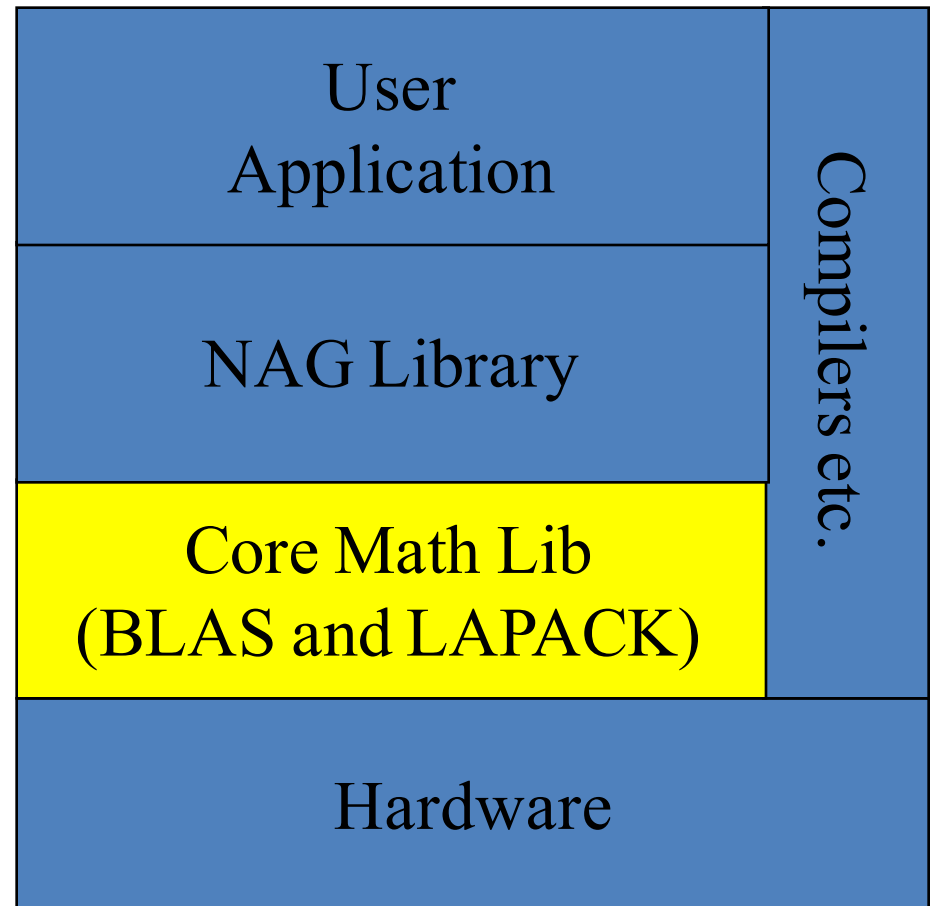 User
Application
NAG Library
Core Math Lib
(BLAS and LAPACK)
Compilers etc.
Hardware